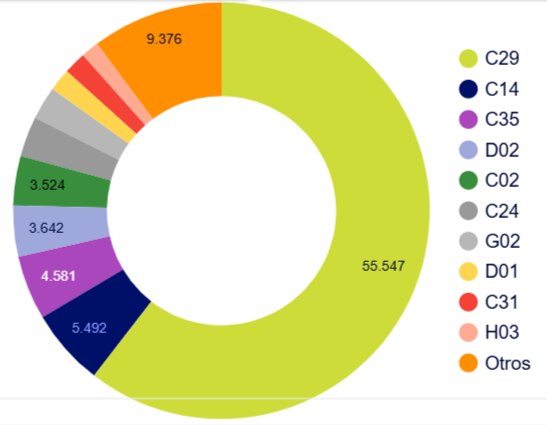 9.376
55.547
5.492
4.581
3.642
3.524
C29
C14
C35
D02
C02
C24
G02
D01
C31
H03
Otros